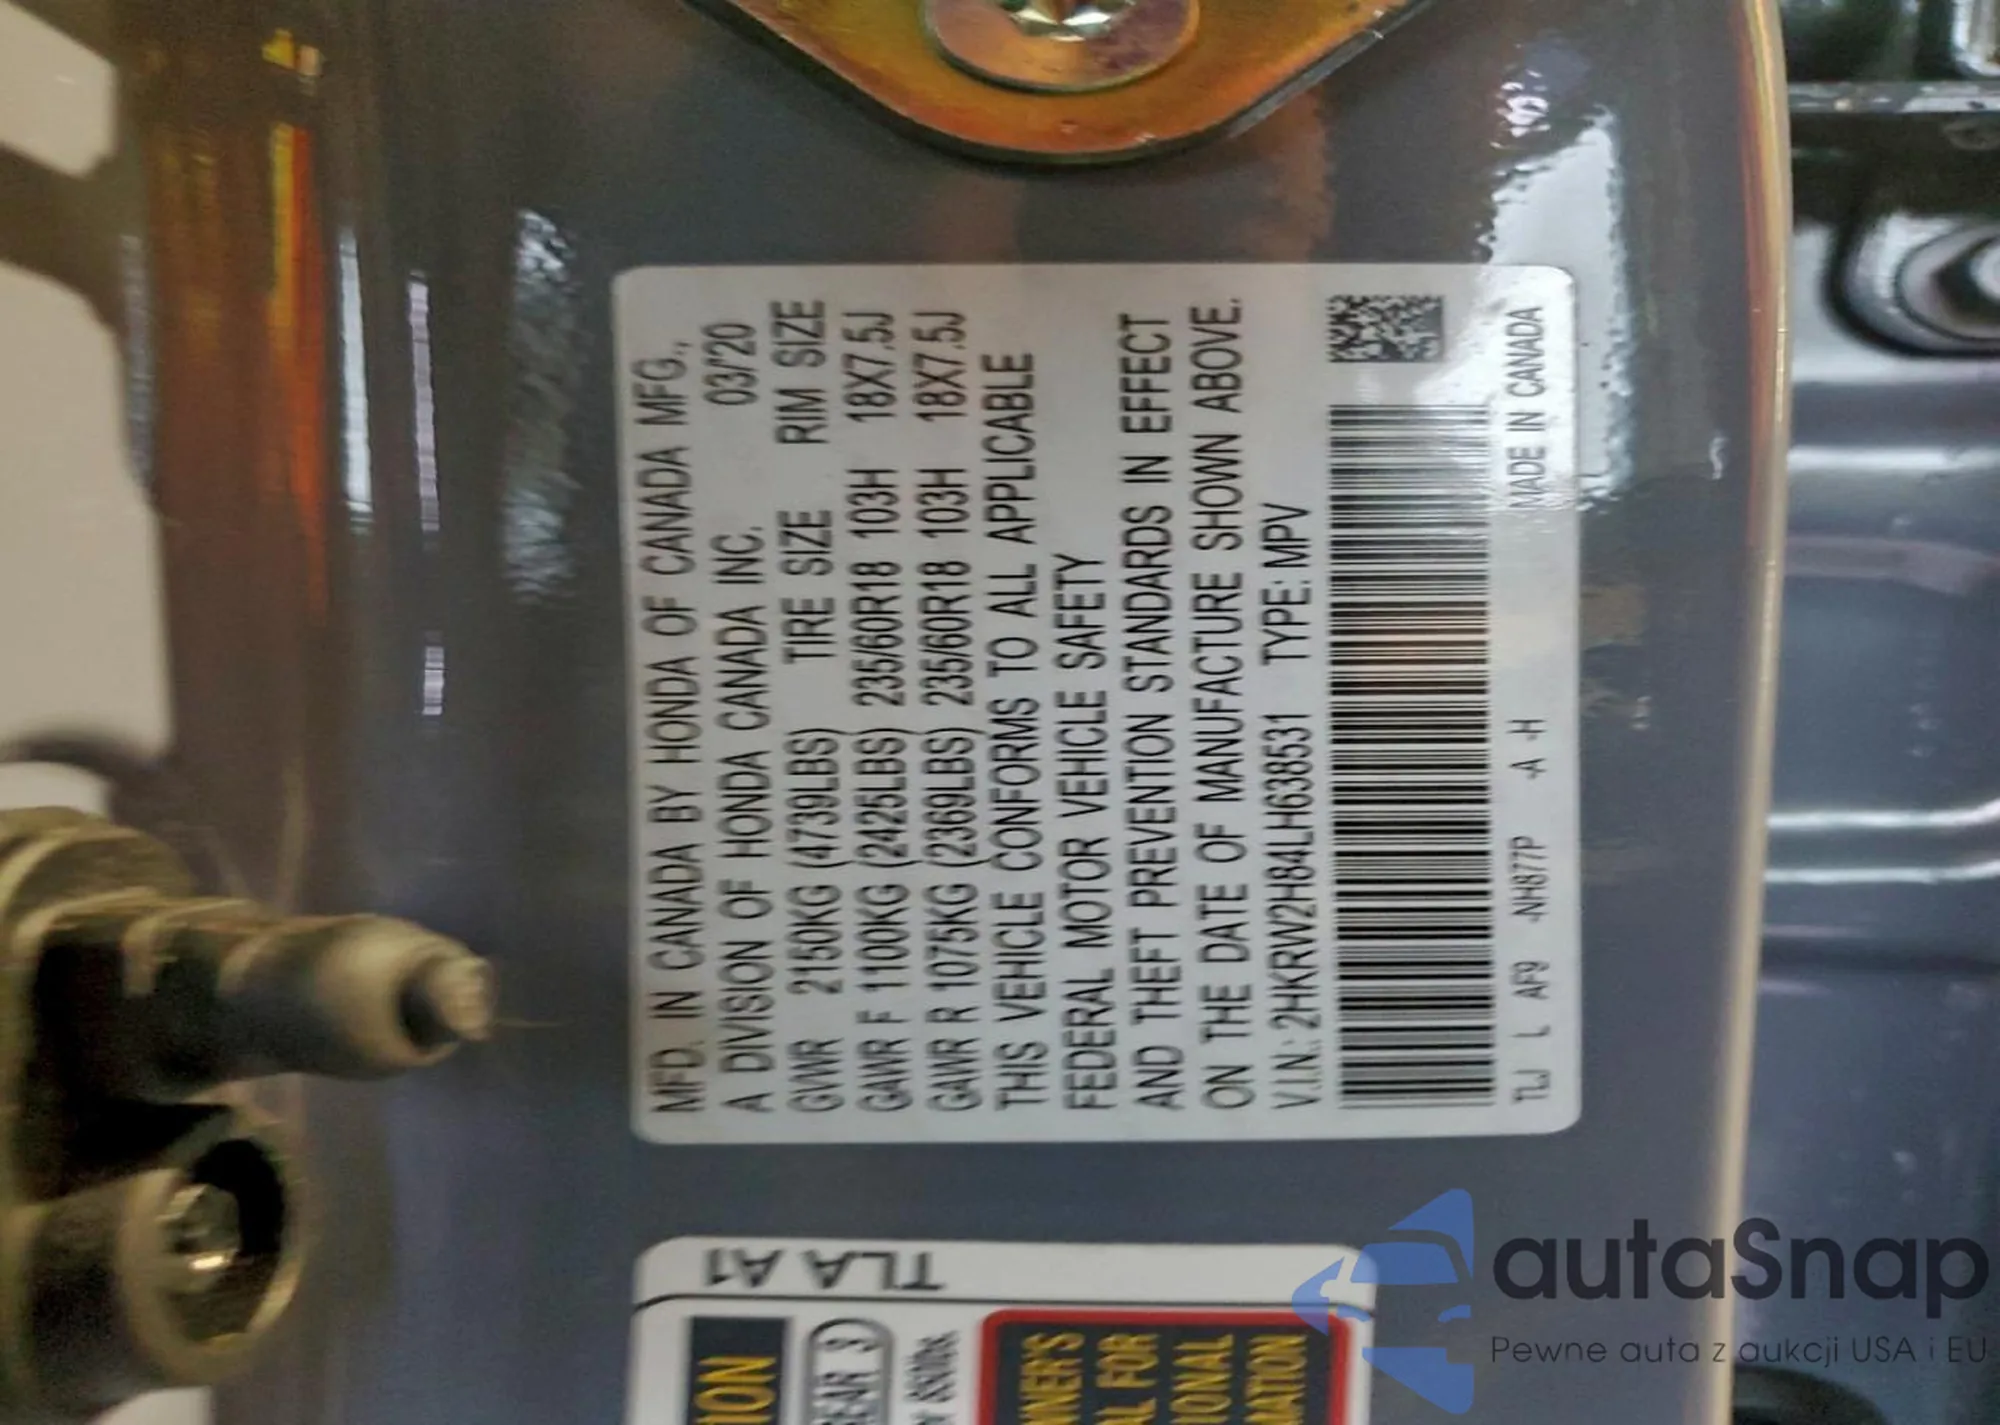 MFD. IN CANADA BY HONDA OF CANADA MFG.,
A DIVISION OF HONDA CANADA INC. 03/20
GVWR 2150KG (4739LBS) TIRE SIZE RIM SIZE
GAWR F 1100KG (2425LBS) 235/60R18 103H 18X7.5J
GAWR R 1075KG (2369LBS) 235/60R18 103H 18X7.5J
THIS VEHICLE CONFORMS TO ALL APPLICABLE
FEDERAL MOTOR VEHICLE SAFETY
AND THEFT PREVENTION STANDARDS IN EFFECT
ON THE DATE OF MANUFACTURE SHOWN ABOVE.
V.I.N.: 2HKRW2H84LH638531 TYPE: MPV
TLJ L AF9 -NH877P -A -H MADE IN CANADA
TLA A1
autaSnap
Pewne auta z aukcji USA i EU